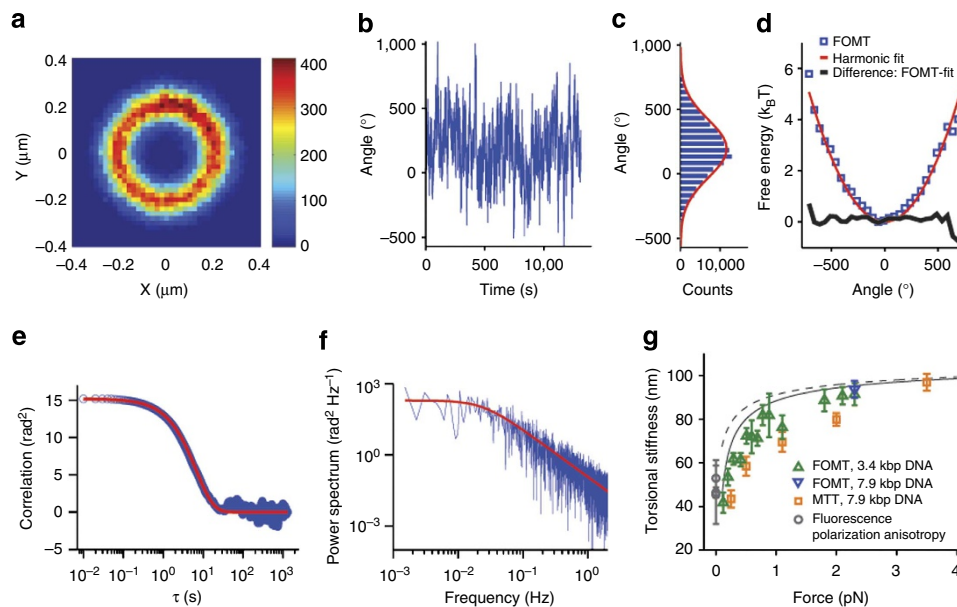 a
0.4
0.2
0
−0.2
−0.4
Y (μm)
−0.4
−0.2
0
0.2
0.4
X (μm)
400
300
200
100
0
b
1,000
500
0
−500
Angle (°)
0
500
10,00
Time (s)
c
1,000
500
0
−500
Angle (°)
0
10,000
Counts
d
FOMT
Harmonic fit
Difference: FOMT-fit
6
4
2
0
Free energy (kBT)
−500
0
500
Angle (°)
e
15
10
5
0
−5
Correlation (rad²)
10⁻² 10⁻¹ 10⁰ 10¹ 10² 10³
τ (s)
f
10³
10⁰
10⁻³
Power spectrum (rad² Hz⁻¹)
10⁻³ 10⁻² 10⁻¹ 10⁰
Frequency (Hz)
g
100
80
60
40
20
Torsional stiffness (nm)
FOMT, 3.4 kbp DNA
FOMT, 7.9 kbp DNA
MTT, 7.9 kbp DNA
Fluorescence
polarization anisotropy
0 1 2 3 4
Force (pN)